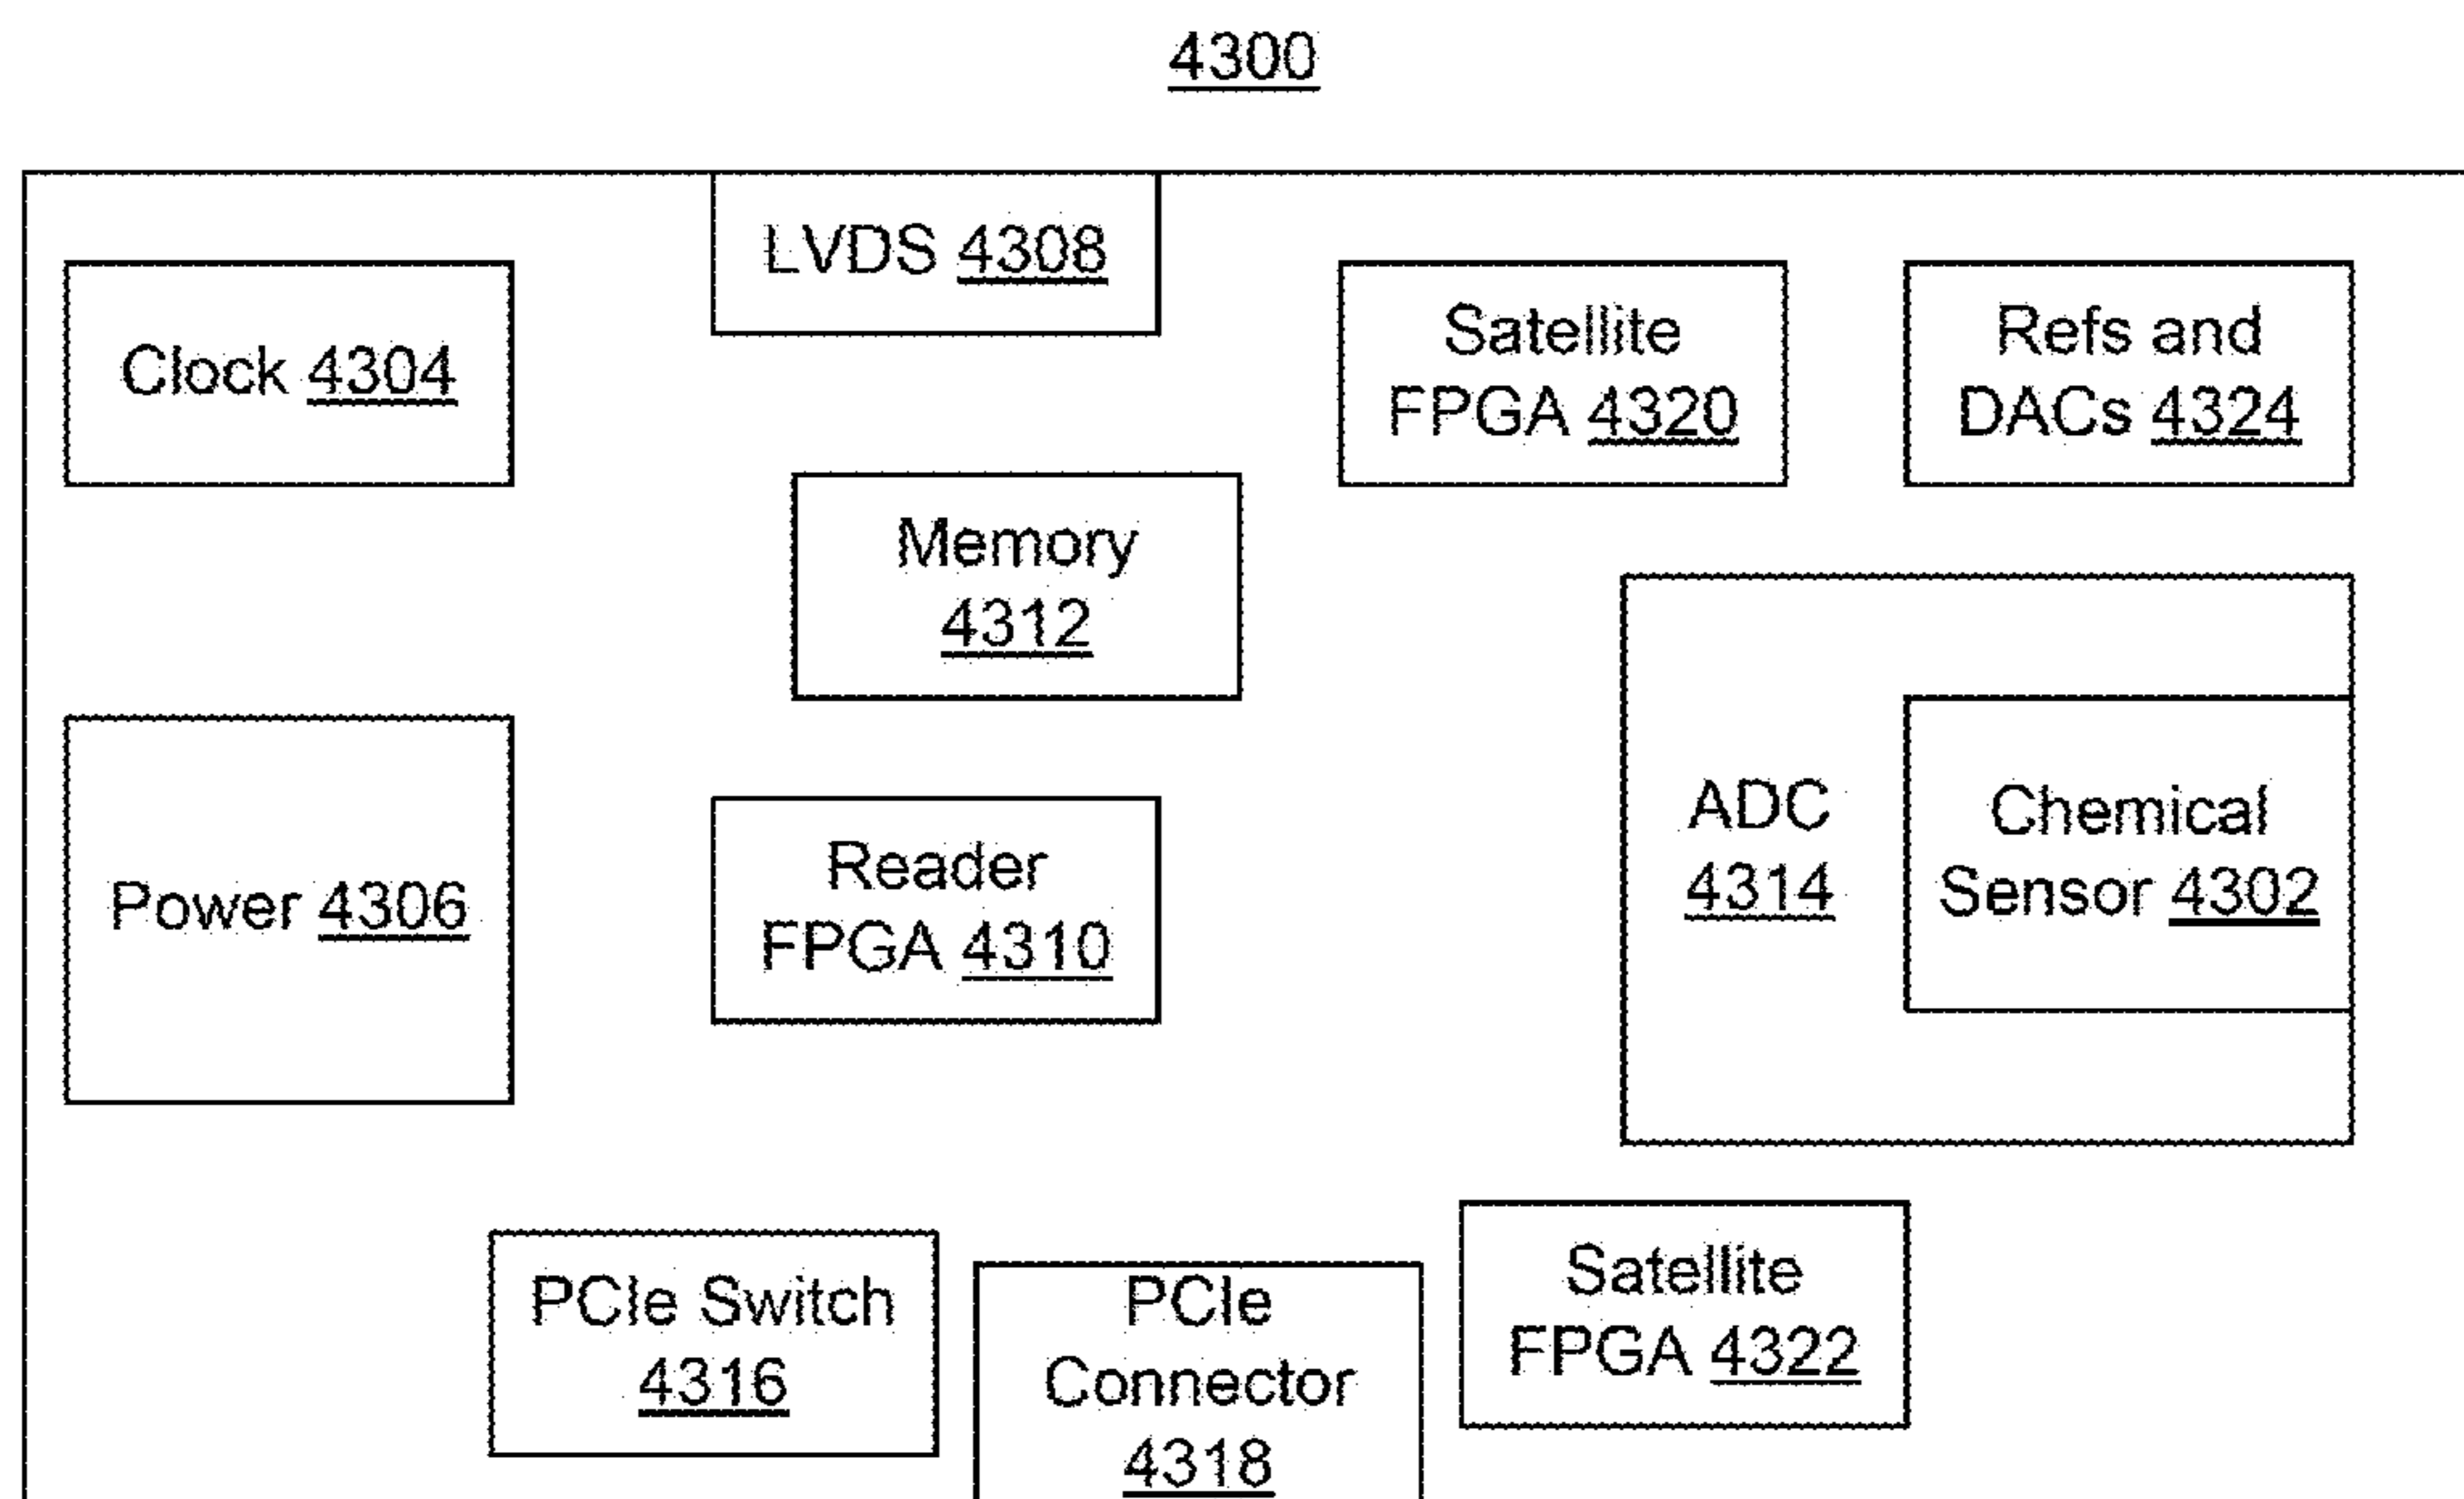 4300
LVDS 4308
Clock 4304
Satellite
FPGA 4320
Refs and
DACs 4324
Memory
4312
Power 4306
Reader
FPGA 4310
ADC
4314
Chemical
Sensor 4302
PCIe Switch
4316
PCIe
Connector
4318
Satellite
FPGA 4322